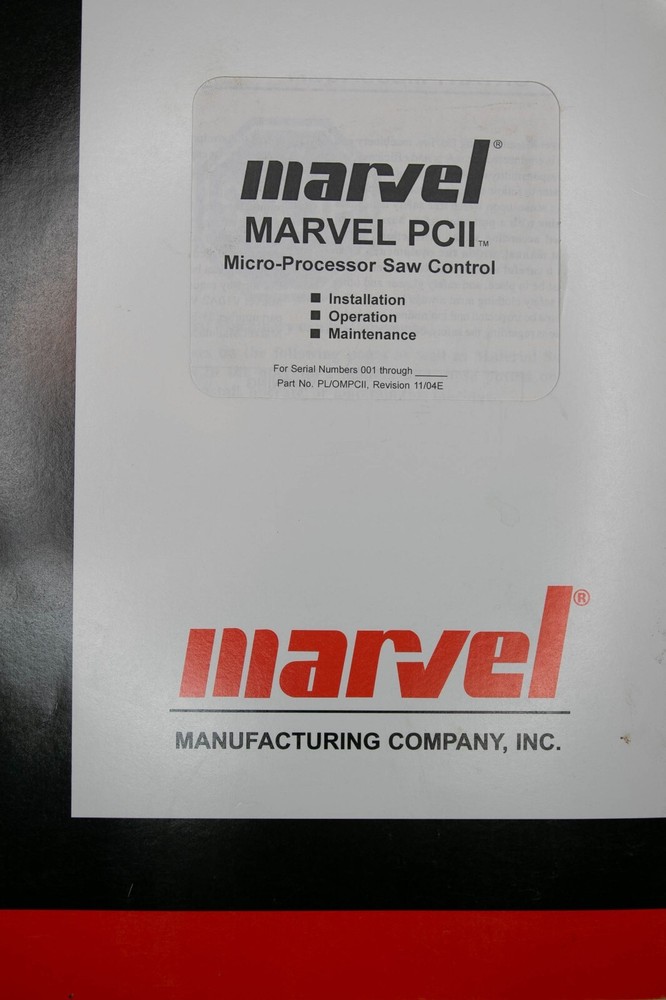 marvel®
MARVEL PCII™
Micro-Processor Saw Control
■ Installation
■ Operation
■ Maintenance
For Serial Numbers 001 through ______
Part No. PL/OMPCII, Revision 11/04E
marvel®
MANUFACTURING COMPANY, INC.